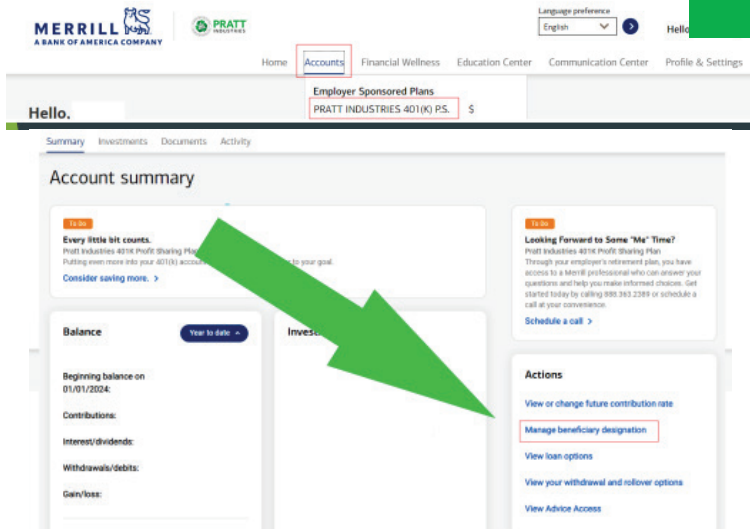 Language preference
MERRILL
A BANK OF AMERICA COMPANY
PRATT
INDUSTRIES
English
Hello
Home Accounts Financial Wellness Education Center Communication Center Profile & Settings
Employer Sponsored Plans
PRATT INDUSTRIES 401(K) P.S. $
Hello.
Summary Investments Documents Activity
Account summary
To Do
Every little bit counts.
Pratt Industries 401K Profit Sharing Pla
Putting even more into your 401(k) accou
to your goal.
Consider saving more. >
To Do
Looking Forward to Some "Me" Time?
Pratt Industries 401K Profit Sharing Plan
Through your employer's retirement plan, you have
access to a Merrill professional who can answer your
questions and help you make informed choices. Get
started today by calling 888.363.2389 or schedule a
call at your convenience.
Schedule a call >
Balance
Year to date
Inves
Beginning balance on
01/01/2024:
Contributions:
Interest/dividends:
Withdrawals/debits:
Gain/loss:
Actions
View or change future contribution rate
Manage beneficiary designation
View loan options
View your withdrawal and rollover options
View Advice Access